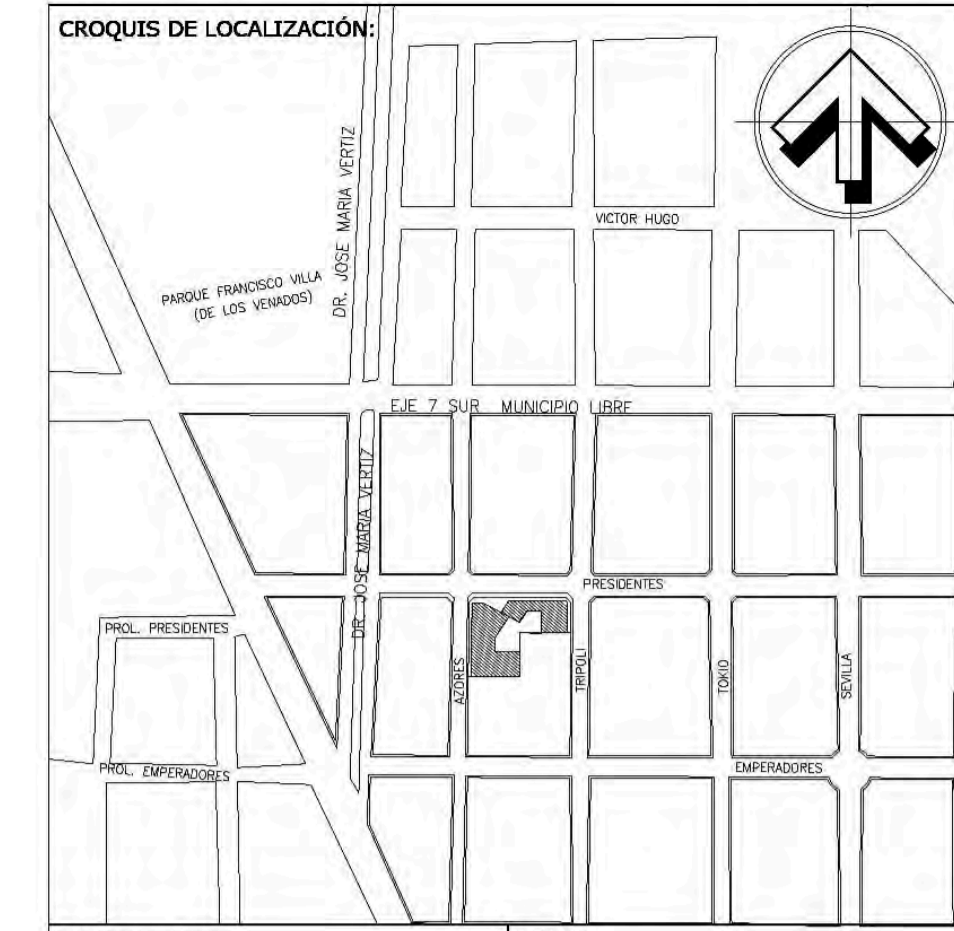 CROQUIS DE LOCALIZACIÓN:
DR. JOSE MARIA VERTIZ
VICTOR HUGO
PARQUE FRANCISCO VILLA
(DE LOS VENADOS)
EJE 7 SUR MUNICIPIO LIBRE
DR. JOSE MARIA VERTIZ
PRESIDENTES
PROL. PRESIDENTES
AZORES
TRIPOLI
TOKIO
SEVILLA
PROL. EMPERADORES
EMPERADORES